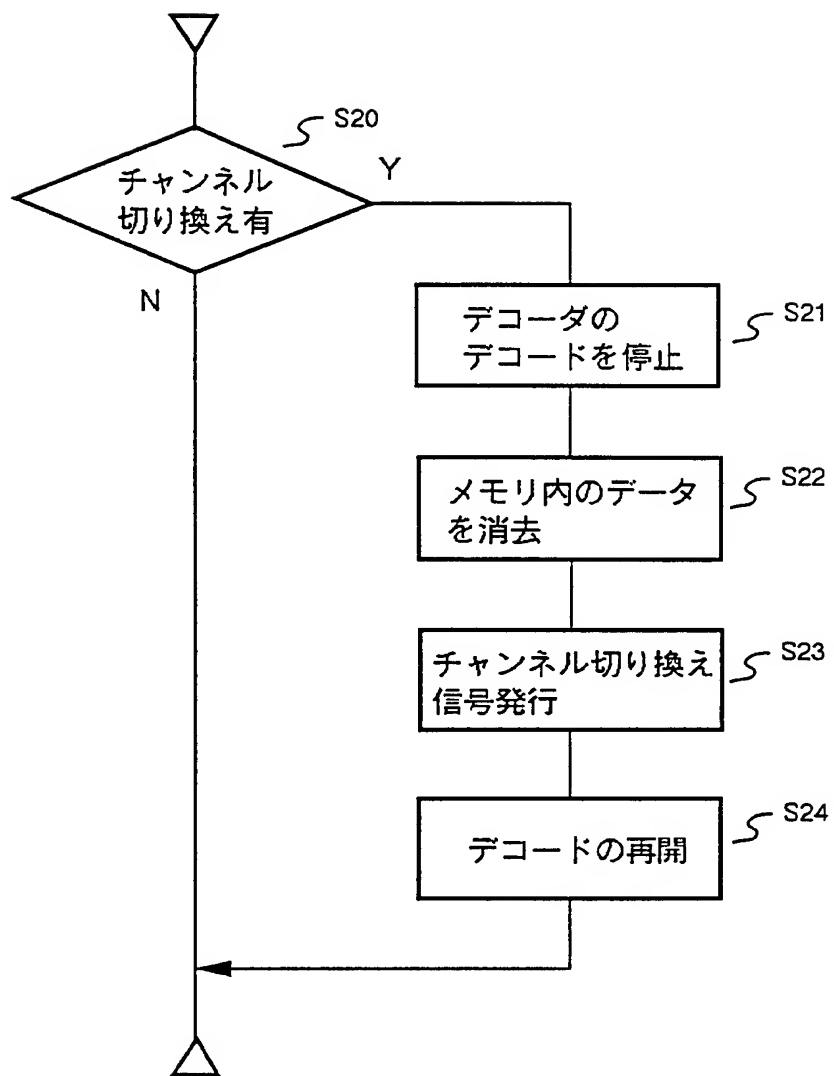 S20
チャンネル
切り換え有
Y
N
デコーダの
デコードを停止
S21
メモリ内のデータ
を消去
S22
チャンネル切り換え
信号発行
S23
デコードの再開
S24